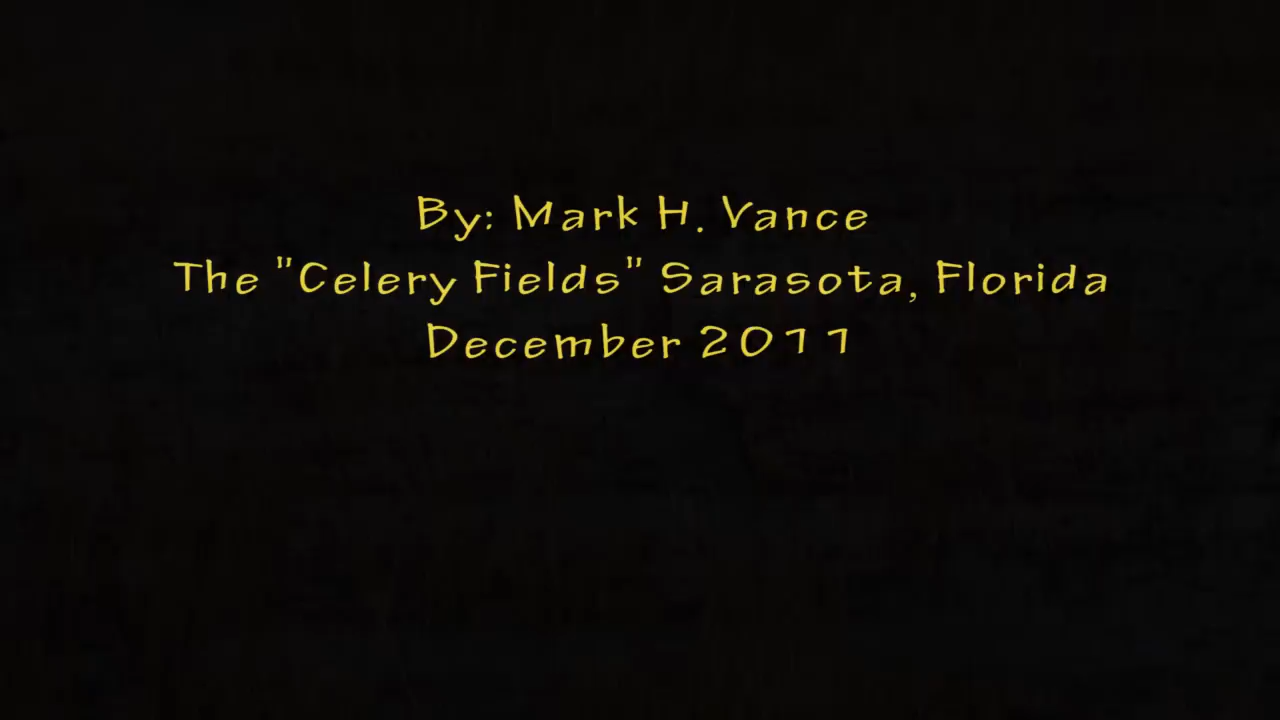 By: Mark H. Vance
The "Celery Fields" Sarasota, Florida
December 2011